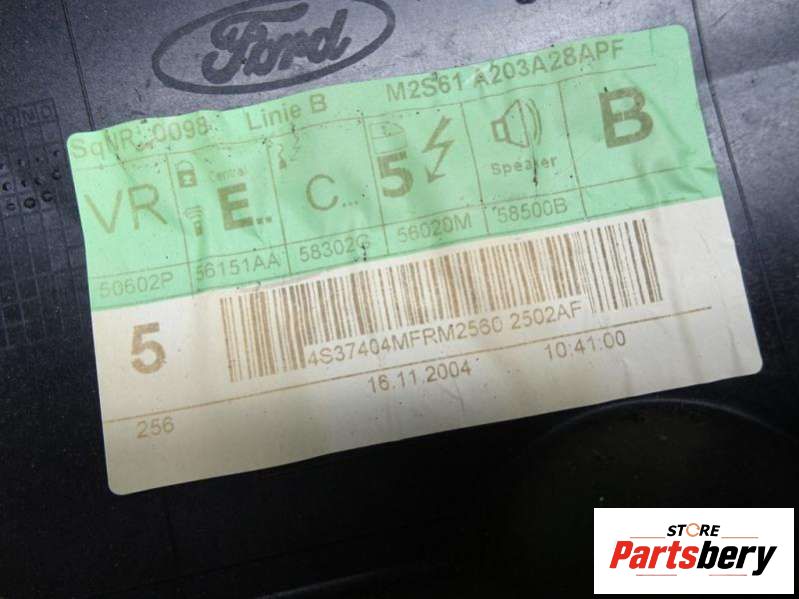 Ford
SqNR.:0098 Linie B M2S61 A203A28APF
VR Central E.. C... 5 Speaker B
50602P 56151AA 58302G 56020M 58500B
5
4S37404MFRM2560 2502AF
256 16.11.2004 10:41:00
STORE
Partsbery